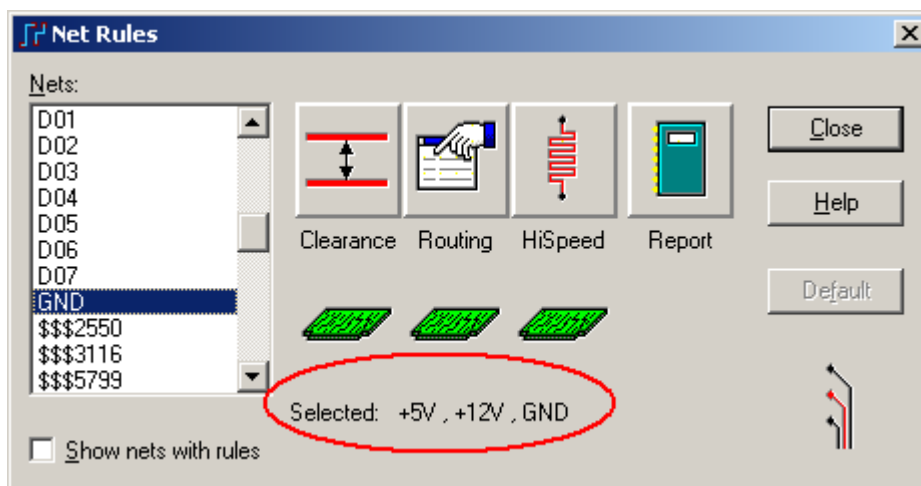 Net Rules
Nets:
D01
D02
D03
D04
D05
D06
D07
GND
$$$2550
$$$3116
$$$5799
Show nets with rules
Clearance Routing HiSpeed Report
Selected: +5V , +12V , GND
Close
Help
Default